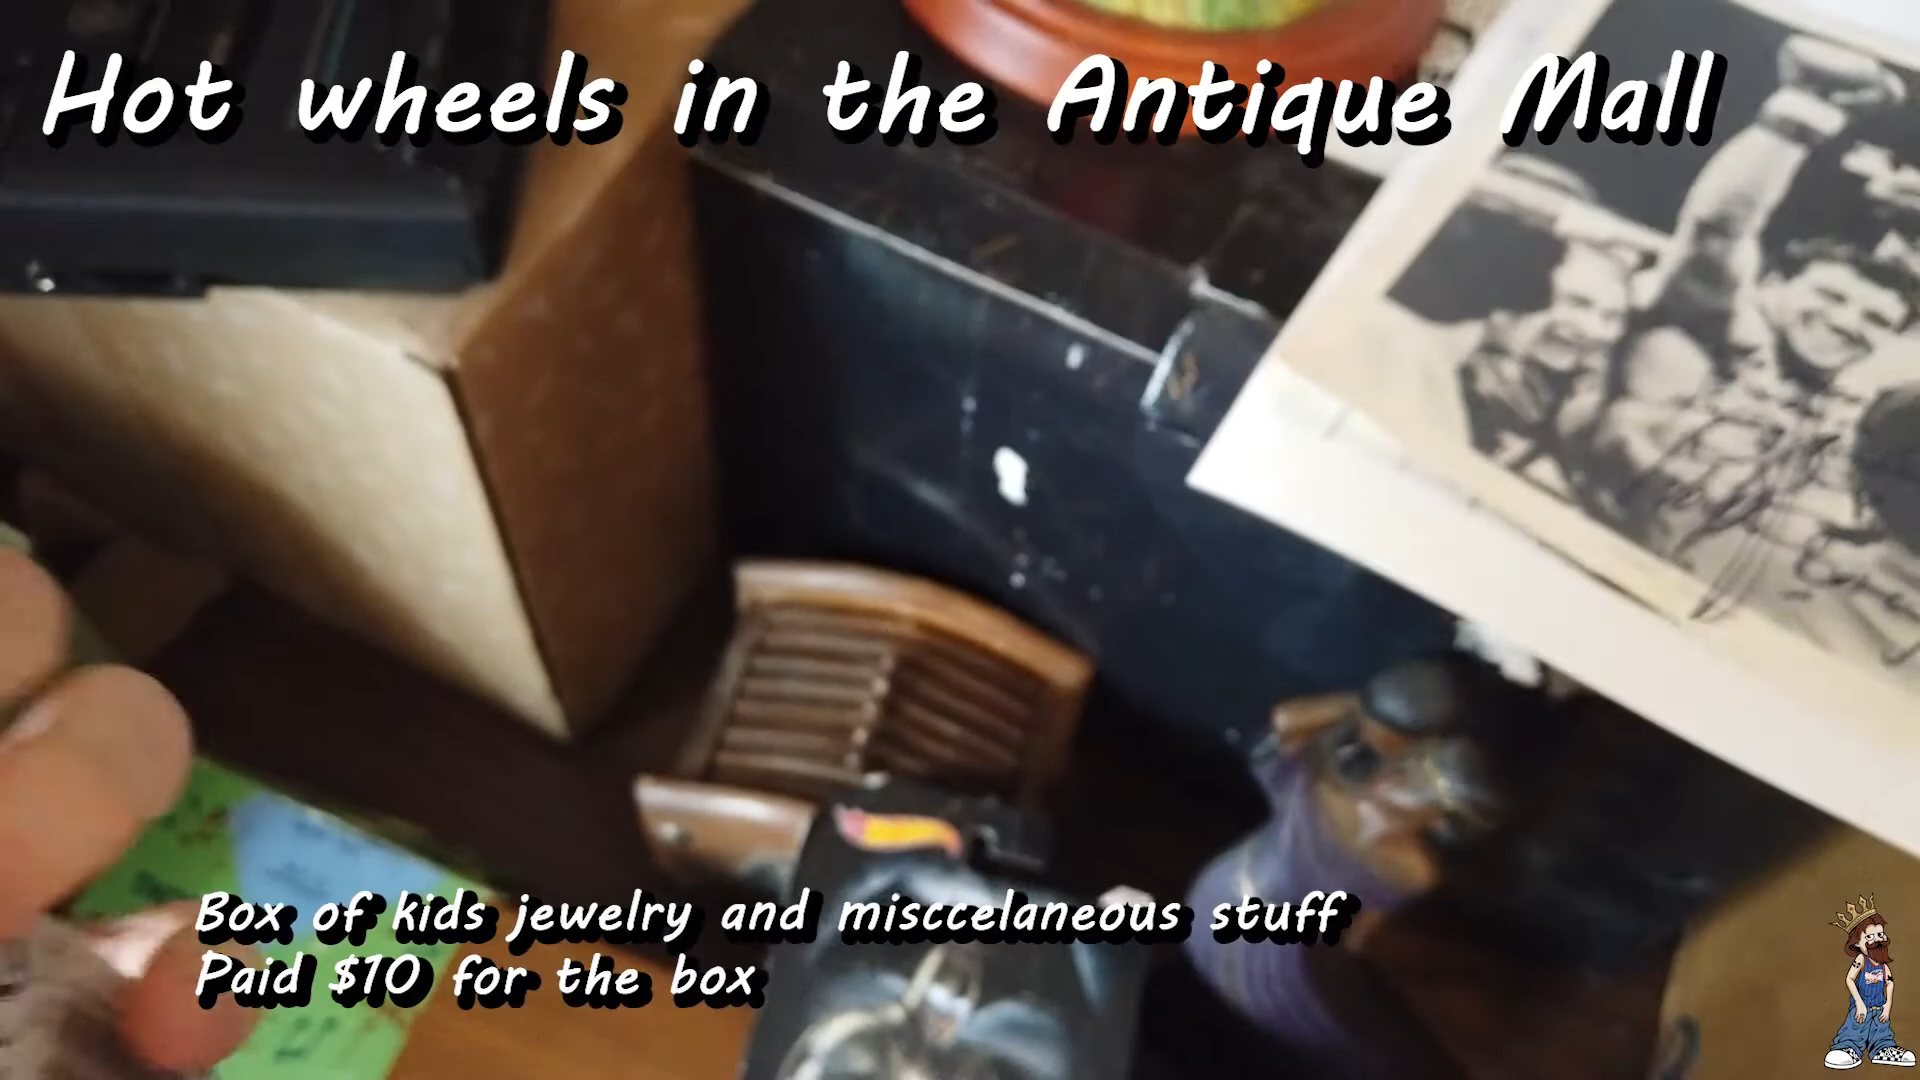 Hot wheels in the Antique Mall
Box of kids jewelry and misccelaneous stuff
Paid $10 for the box